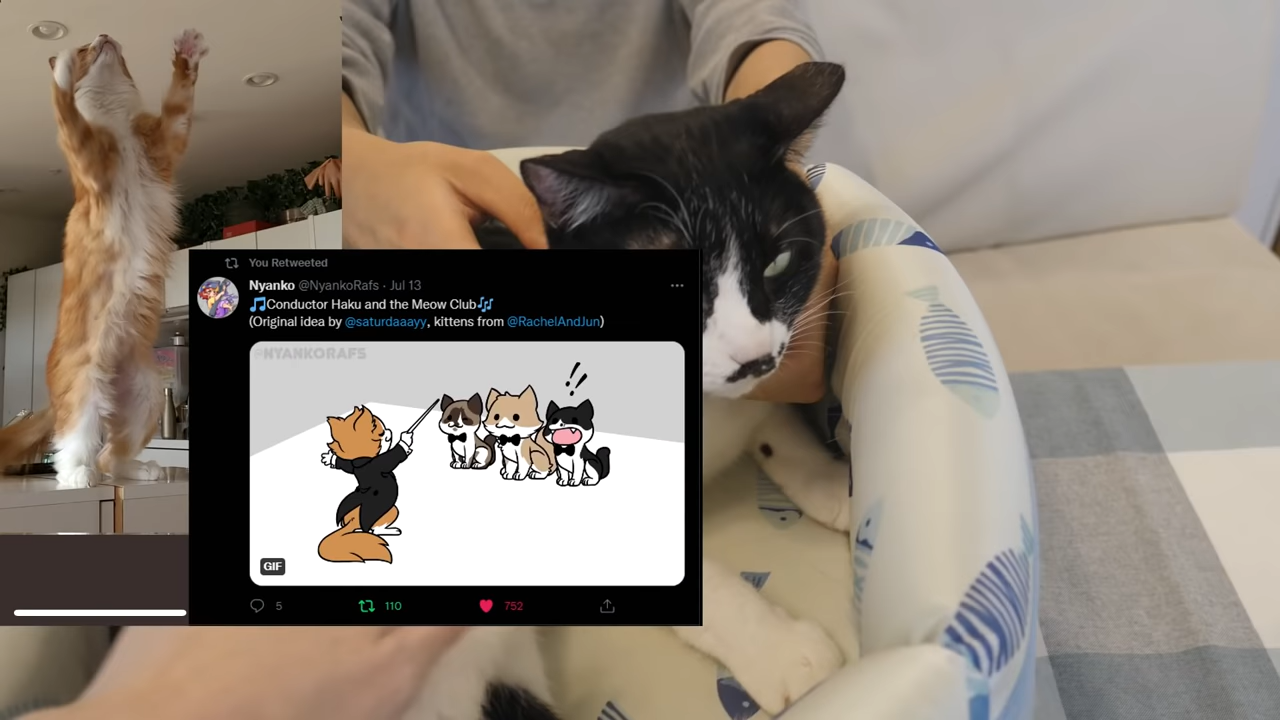 You Retweeted
Nyanko @NyankoRafs · Jul 13
🎵Conductor Haku and the Meow Club🎶
(Original idea by @saturdaaayy, kittens from @RachelAndJun)
@NYANKORAFS
GIF
5 110 752